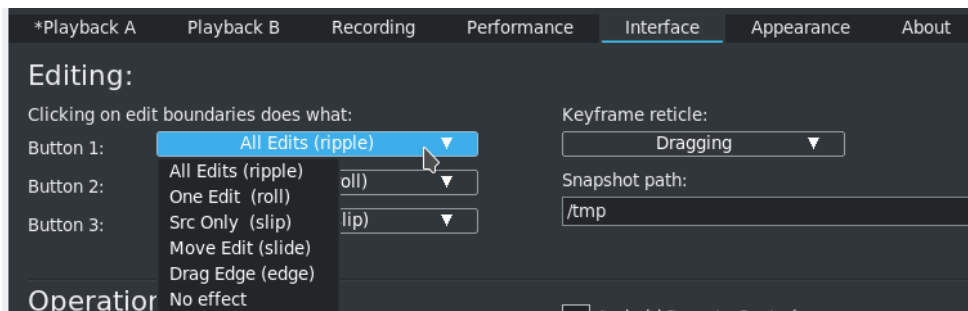 *Playback A Playback B Recording Performance Interface Appearance About
Editing:
Clicking on edit boundaries does what:
Keyframe reticle:
Button 1: All Edits (ripple) ▼
Dragging ▼
All Edits (ripple)
One Edit (roll)
Src Only (slip)
Move Edit (slide)
Drag Edge (edge)
No effect
Button 2: oll) ▼
Snapshot path:
Button 3: lip) ▼
/tmp
Operation